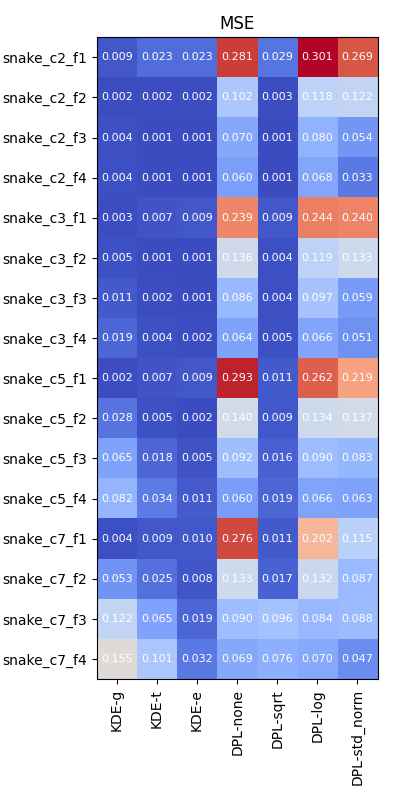 MSE
snake_c2_f1 0.009 0.023 0.023 0.281 0.029 0.301 0.269
snake_c2_f2 0.002 0.002 0.002 0.102 0.003 0.118 0.122
snake_c2_f3 0.004 0.001 0.001 0.070 0.001 0.080 0.054
snake_c2_f4 0.004 0.001 0.001 0.060 0.001 0.068 0.033
snake_c3_f1 0.003 0.007 0.009 0.239 0.009 0.244 0.240
snake_c3_f2 0.005 0.001 0.001 0.136 0.004 0.119 0.133
snake_c3_f3 0.011 0.002 0.001 0.086 0.004 0.097 0.059
snake_c3_f4 0.019 0.004 0.002 0.064 0.005 0.066 0.051
snake_c5_f1 0.002 0.007 0.009 0.293 0.011 0.262 0.219
snake_c5_f2 0.028 0.005 0.002 0.140 0.009 0.134 0.137
snake_c5_f3 0.065 0.018 0.005 0.092 0.016 0.090 0.083
snake_c5_f4 0.082 0.034 0.011 0.060 0.019 0.066 0.063
snake_c7_f1 0.004 0.009 0.010 0.276 0.011 0.202 0.115
snake_c7_f2 0.053 0.025 0.008 0.133 0.017 0.132 0.087
snake_c7_f3 0.122 0.065 0.019 0.090 0.096 0.084 0.088
snake_c7_f4 0.155 0.101 0.032 0.069 0.076 0.070 0.047
KDE-g
KDE-t
KDE-e
DPL-none
DPL-sqrt
DPL-log
DPL-std_norm